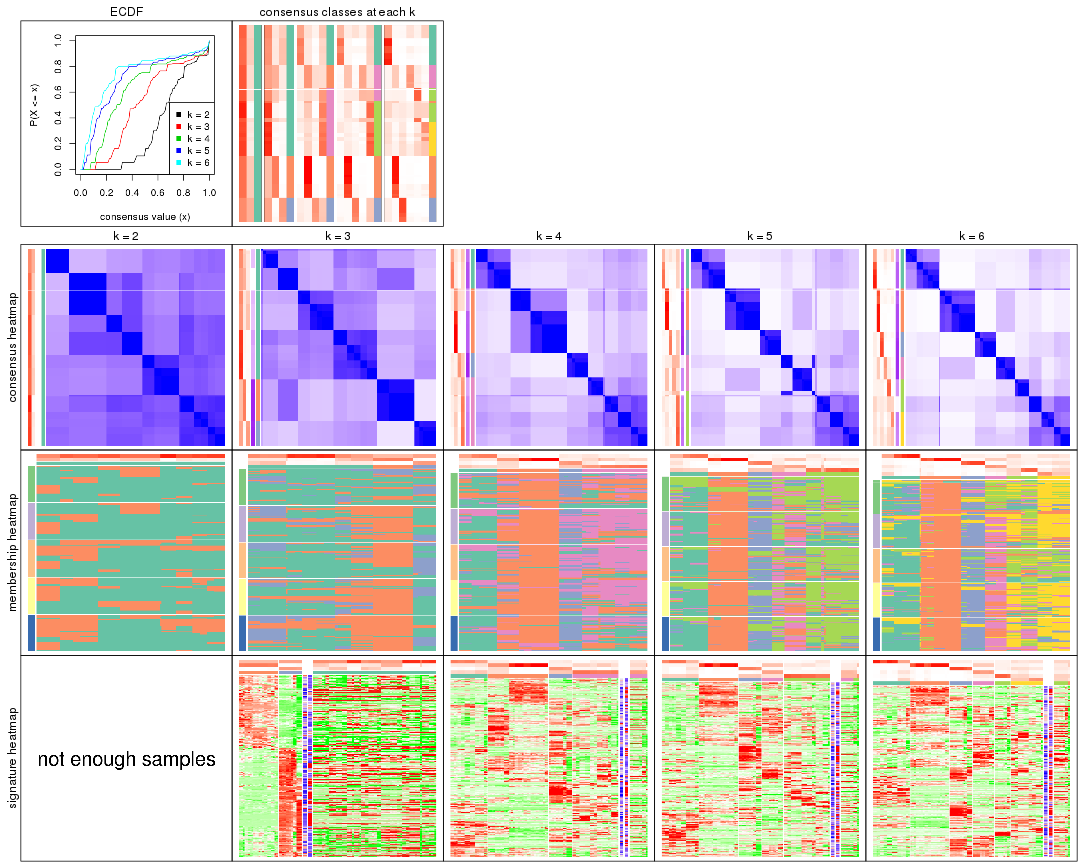 ECDF
consensus classes at each k
P(X <= x)
0.0 0.2 0.4 0.6 0.8 1.0
k = 2
k = 3
k = 4
k = 5
k = 6
0.0 0.2 0.4 0.6 0.8 1.0
consensus value (x)
k = 2 k = 3 k = 4 k = 5 k = 6
consensus heatmap
membership heatmap
signature heatmap
not enough samples